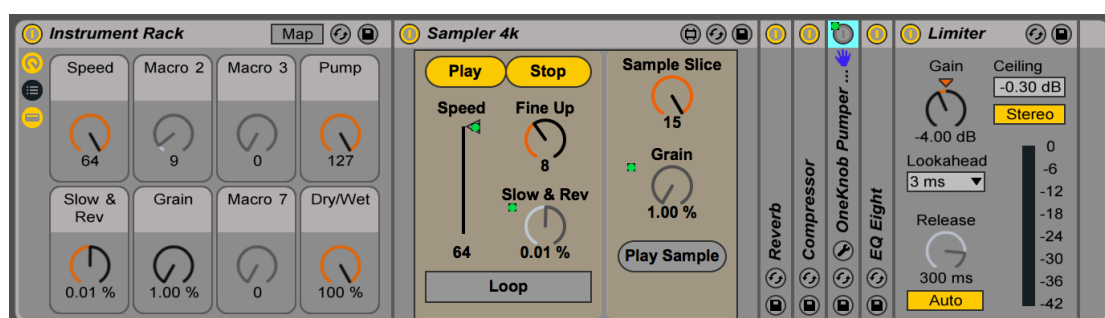 Instrument Rack
Map
Speed
64
Macro 2
9
Macro 3
0
Pump
127
Slow &
Rev
0.01 %
Grain
1.00 %
Macro 7
0
Dry/Wet
100 %
Sampler 4k
Play
Stop
Speed
64
Fine Up
8
Slow & Rev
0.01 %
Loop
Sample Slice
15
Grain
1.00 %
Play Sample
Reverb
Compressor
OneKnob Pumper ...
EQ Eight
Limiter
Gain
-4.00 dB
Ceiling
-0.30 dB
Stereo
Lookahead
3 ms
Release
300 ms
Auto
0
-6
-12
-18
-24
-30
-36
-42